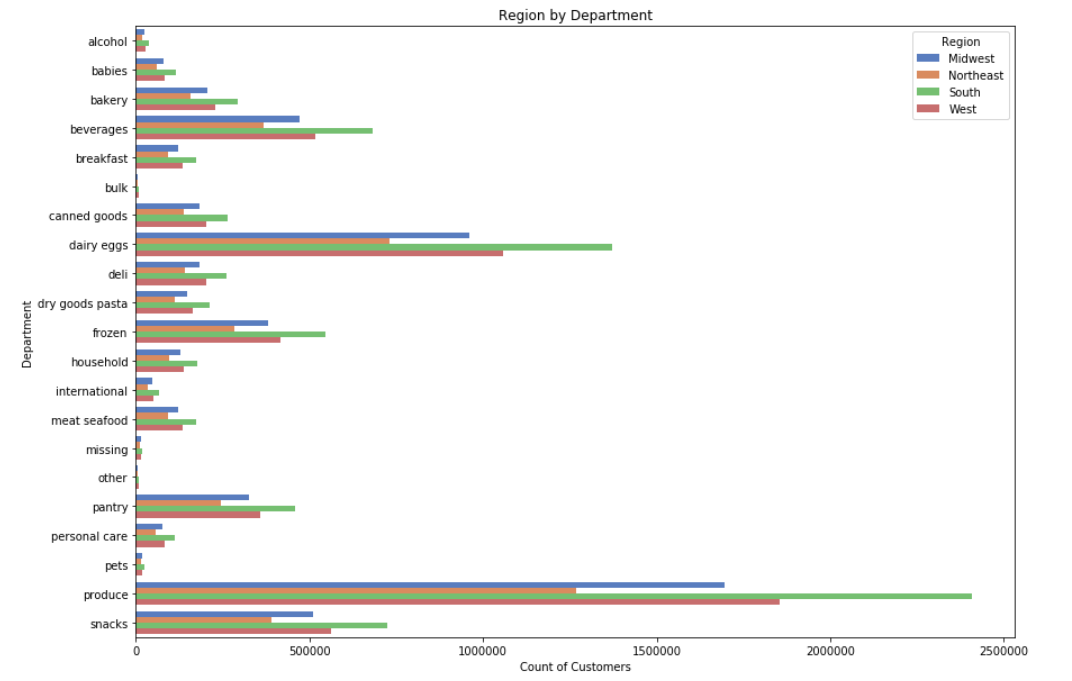 Region by Department
Region
Midwest
Northeast
South
West
Department
alcohol
babies
bakery
beverages
breakfast
bulk
canned goods
dairy eggs
deli
dry goods pasta
frozen
household
international
meat seafood
missing
other
pantry
personal care
pets
produce
snacks
0 500000 1000000 1500000 2000000 2500000
Count of Customers